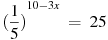 (1/5)^{10−3x} = 25